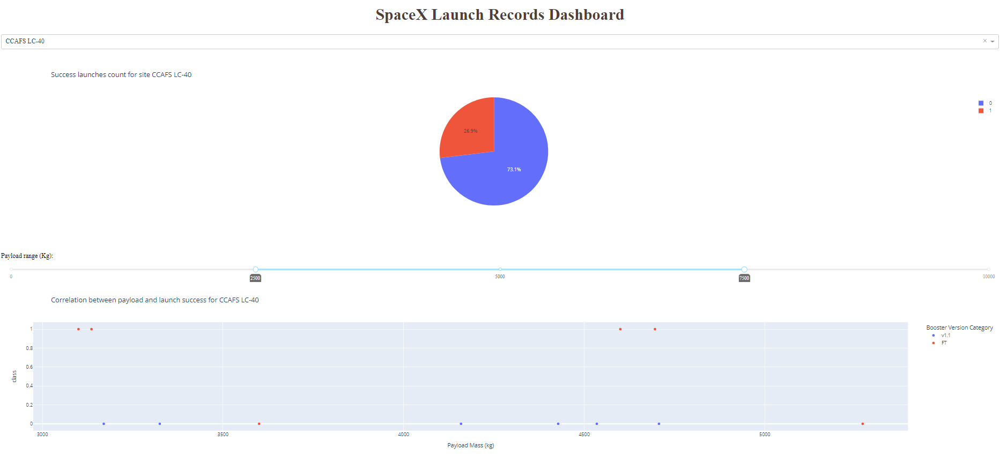 SpaceX Launch Records Dashboard
CCAFS LC-40
×
Success launches count for site CCAFS LC-40
0
1
26.9%
73.1%
Payload range (Kg):
0 2500 5000 7500 10000
Correlation between payload and launch success for CCAFS LC-40
Booster Version Category
v1.1
FT
1
0.8
0.6
0.4
0.2
0
class
3000 3500 4000 4500 5000
Payload Mass (kg)